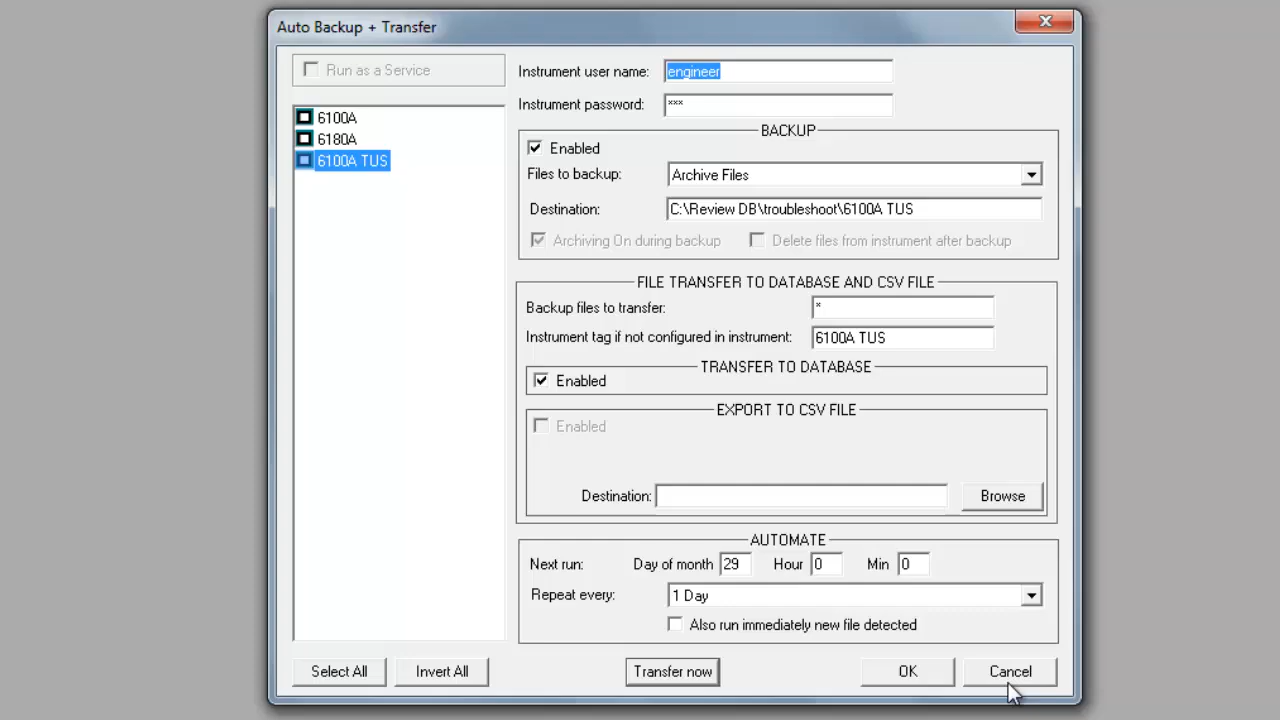 Auto Backup + Transfer
Run as a Service
6100A
6180A
6100A TUS
Instrument user name: engineer
Instrument password: ***
BACKUP
Enabled
Files to backup: Archive Files
Destination: C:\Review DB\troubleshoot\6100A TUS
Archiving On during backup Delete files from instrument after backup
FILE TRANSFER TO DATABASE AND CSV FILE
Backup files to transfer: *
Instrument tag if not configured in instrument: 6100A TUS
TRANSFER TO DATABASE
Enabled
EXPORT TO CSV FILE
Enabled
Destination: Browse
AUTOMATE
Next run: Day of month 29 Hour 0 Min 0
Repeat every: 1 Day
Also run immediately new file detected
Select All Invert All Transfer now OK Cancel